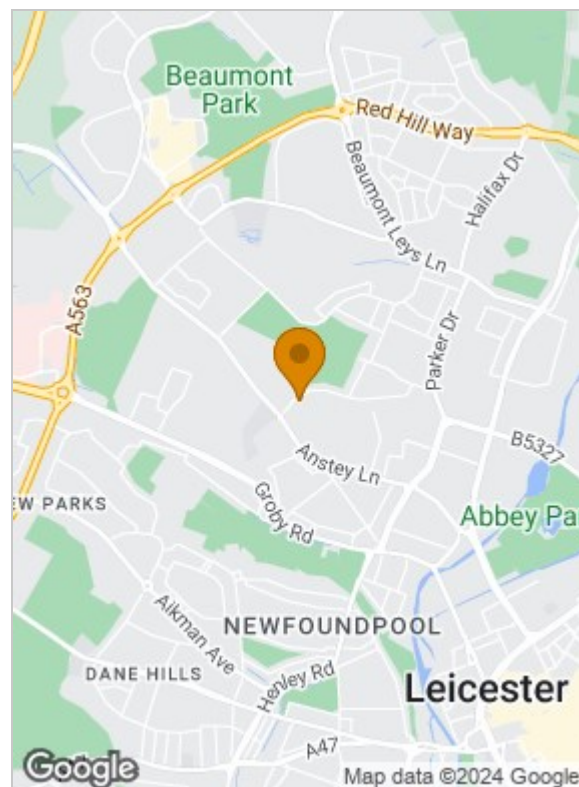 Beaumont
Park
Red Hill Way
Beaumont Leys Ln
Halifax Dr
A563
Parker Dr
Anstey Ln
B5327
EW PARKS
Groby Rd
Abbey Pa
Aikman Ave
NEWFOUNDPOOL
DANE HILLS
Henley Rd
Leicester
A47
Google
Map data ©2024 Google